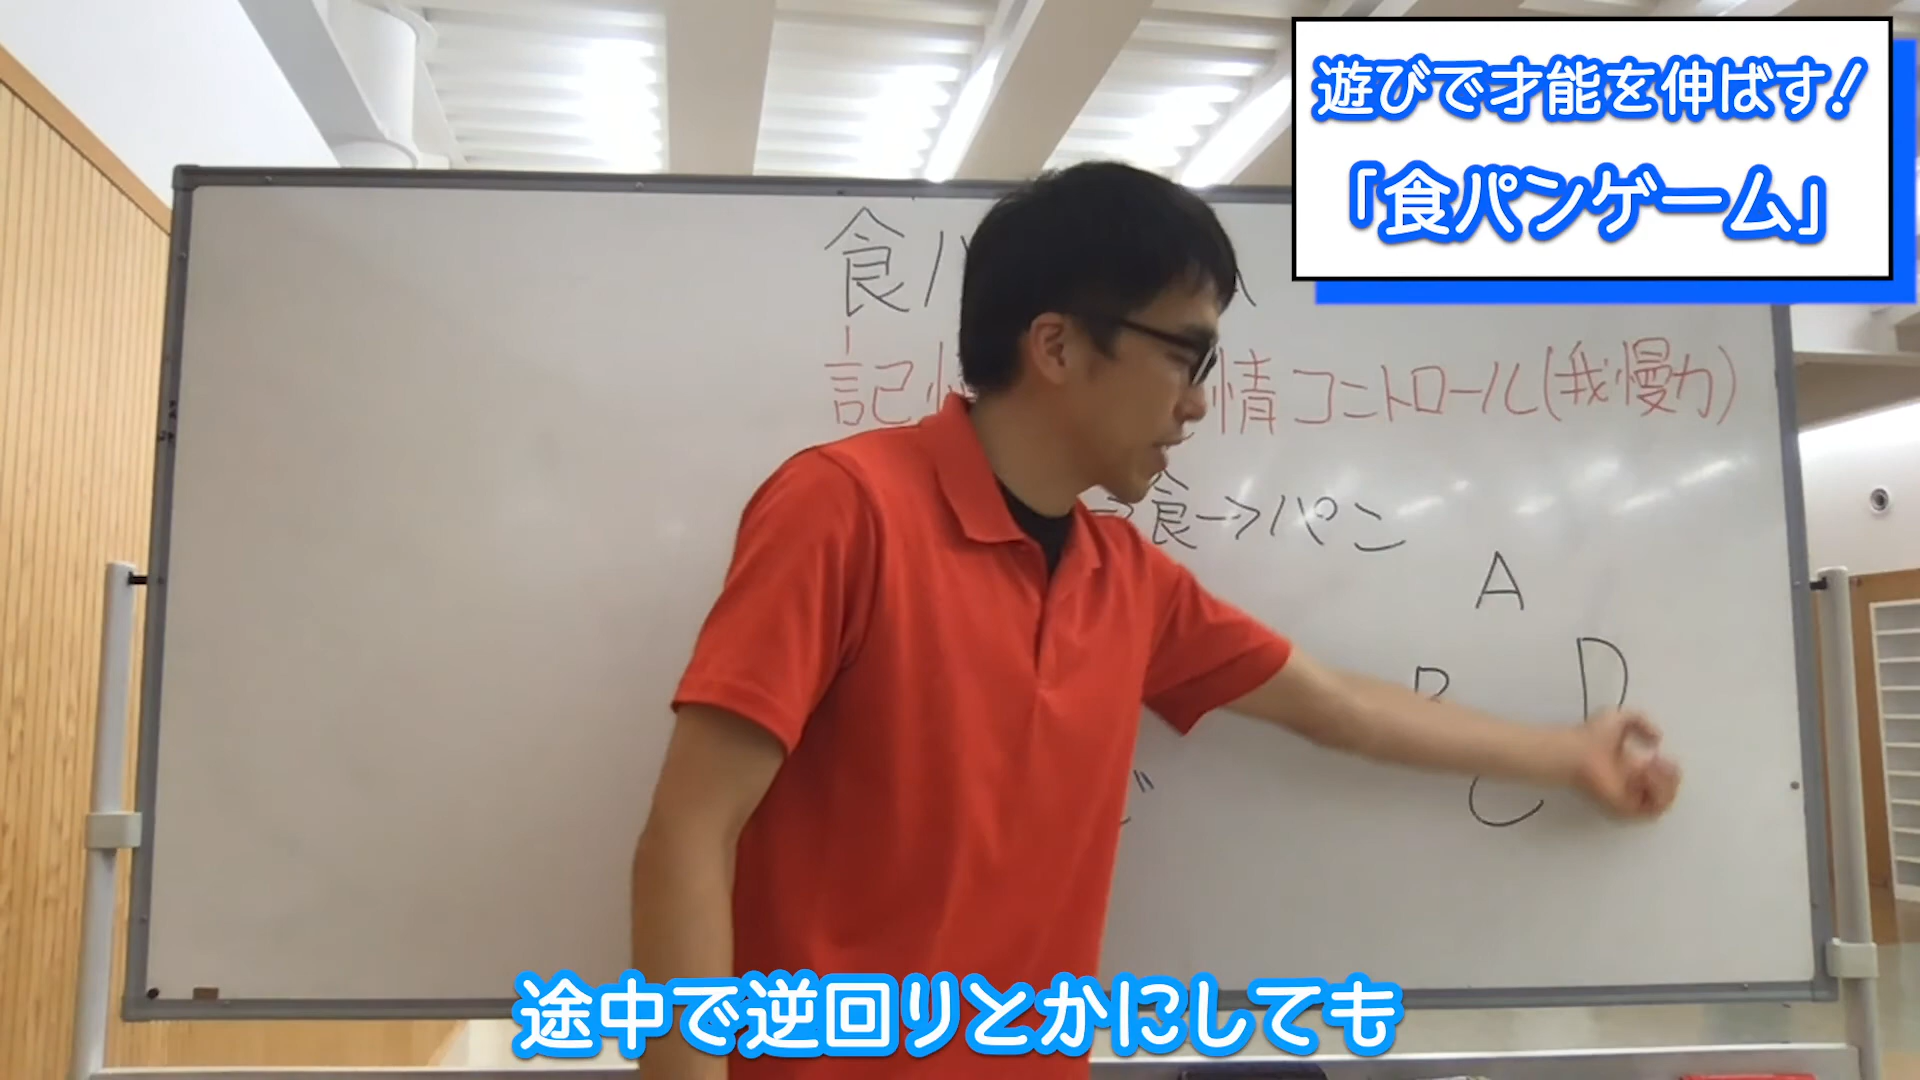 遊びで才能を伸ばす!
「食パンゲーム」
食パ
記憶 情コントロール(我慢力)
→食→パン
A
B D
C
途中で逆回りとかにしても